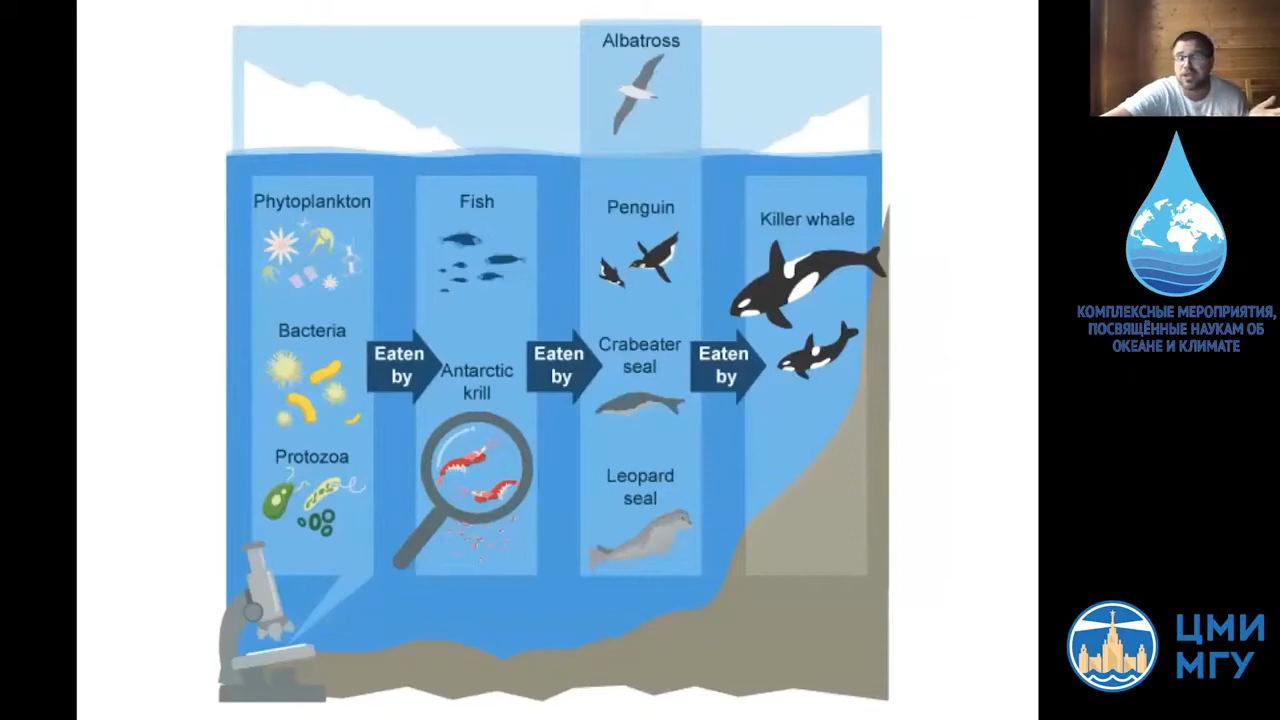 Albatross
Phytoplankton
Bacteria
Protozoa
Eaten
by
Fish
Antarctic
krill
Eaten
by
Penguin
Crabeater
seal
Leopard
seal
Eaten
by
Killer whale
КОМПЛЕКСНЫЕ МЕРОПРИЯТИЯ,
ПОСВЯЩЁННЫЕ НАУКАМ ОБ
ОКЕАНЕ И КЛИМАТЕ
ЦМИ
МГУ